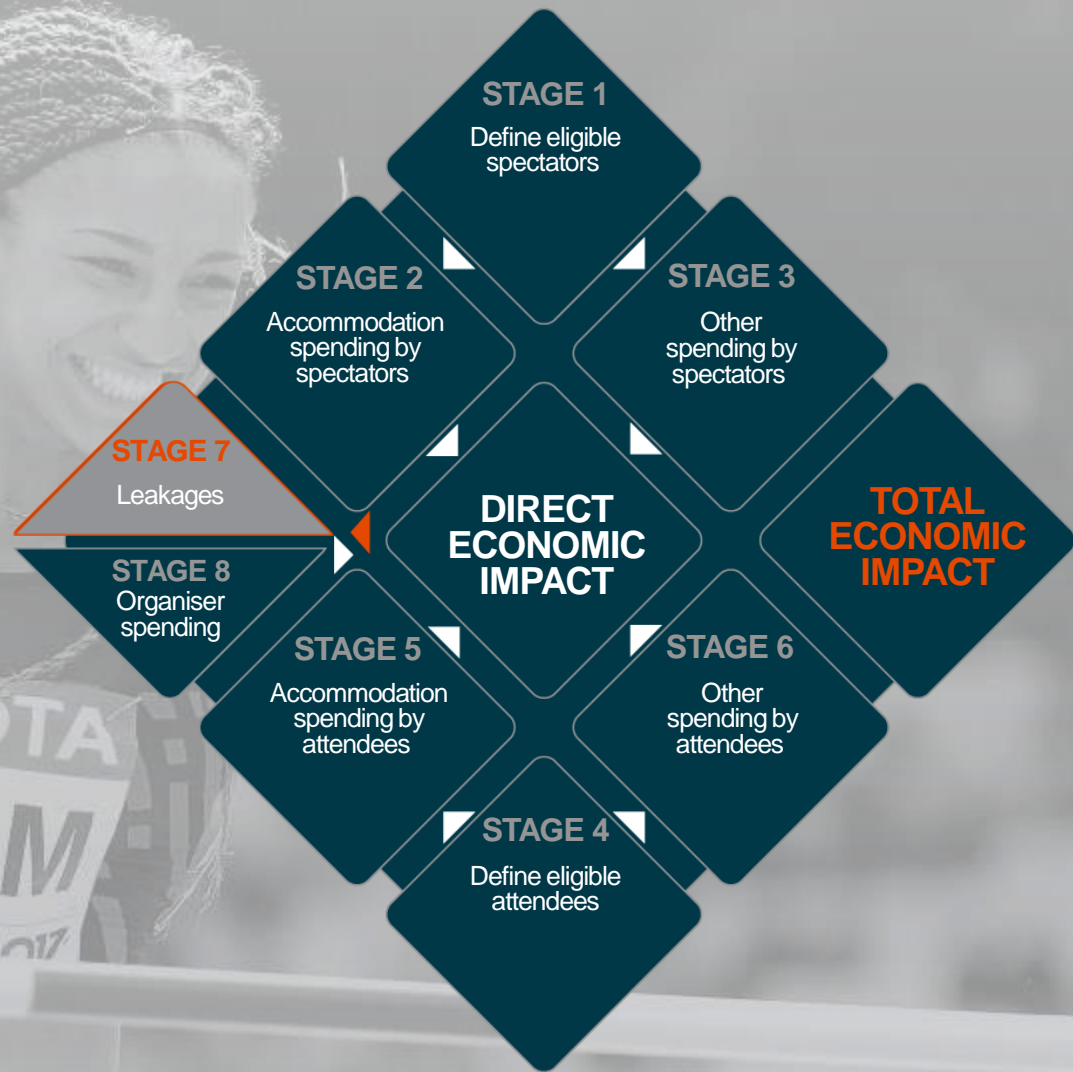 STAGE 1
Define eligible
spectators
STAGE 2
Accommodation
spending by
spectators
STAGE 3
Other
spending by
spectators
STAGE 7
Leakages
DIRECT
ECONOMIC
IMPACT
TOTAL
ECONOMIC
IMPACT
STAGE 8
Organiser
spending
STAGE 5
Accommodation
spending by
attendees
STAGE 6
Other
spending by
attendees
STAGE 4
Define eligible
attendees